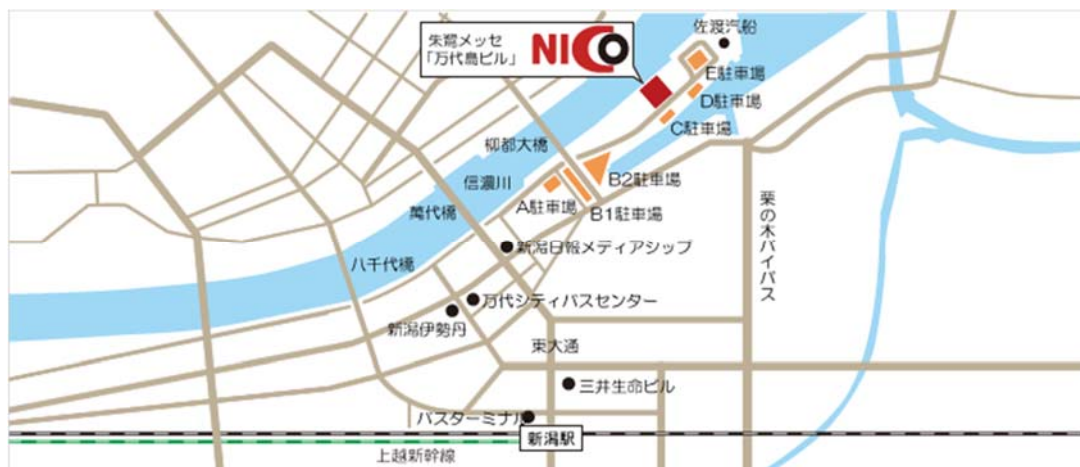 朱鷺メッセ
「万代島ビル」
NICO
佐渡汽船
E駐車場
D駐車場
C駐車場
柳都大橋
信濃川
B2駐車場
A駐車場
B1駐車場
萬代橋
栗の木バイパス
新潟日報メディアシップ
八千代橋
万代シティバスセンター
新潟伊勢丹
東大通
三井生命ビル
バスターミナル
新潟駅
上越新幹線